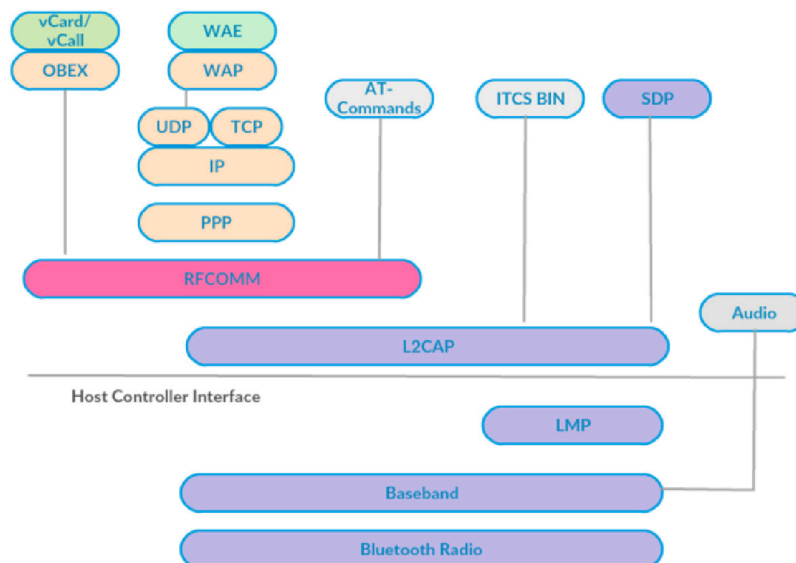 vCard/
vCall
OBEX
WAE
WAP
UDP
TCP
IP
PPP
AT-
Commands
ITCS BIN
SDP
RFCOMM
Audio
L2CAP
Host Controller Interface
LMP
Baseband
Bluetooth Radio